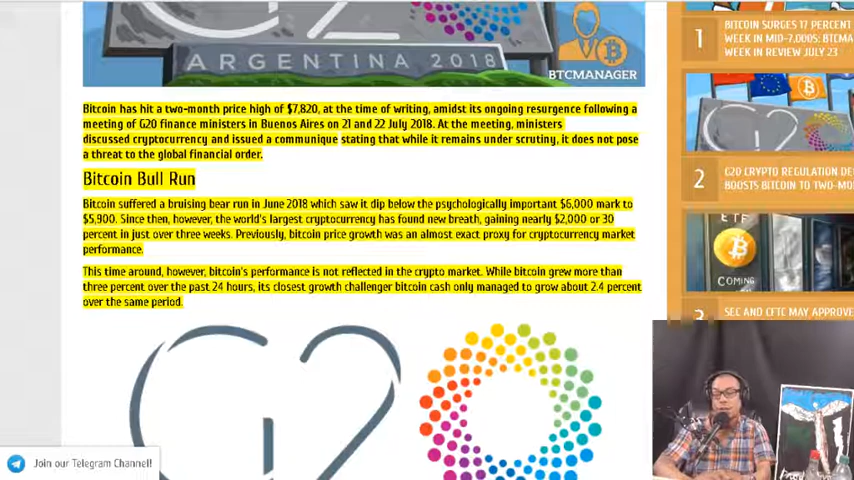 ARGENTINA 2018
BTCMANAGER
Bitcoin has hit a two-month price high of $7,820, at the time of writing, amidst its ongoing resurgence following a
meeting of G20 finance ministers in Buenos Aires on 21 and 22 July 2018. At the meeting, ministers
discussed cryptocurrency and issued a communique stating that while it remains under scrutiny, it does not pose
a threat to the global financial order.
Bitcoin Bull Run
Bitcoin suffered a bruising bear run in June 2018 which saw it dip below the psychologically important $6,000 mark to
$5,900. Since then, however, the world's largest cryptocurrency has found new breath, gaining nearly $2,000 or 30
percent in just over three weeks. Previously, bitcoin price growth was an almost exact proxy for cryptocurrency market
performance.
This time around, however, bitcoin's performance is not reflected in the crypto market. While bitcoin grew more than
three percent over the past 24 hours, its closest growth challenger bitcoin cash only managed to grow about 2.4 percent
over the same period.
Join our Telegram Channel!
1
BITCOIN SURGES 17 PERCENT
WEEK IN MID-7,000S: BTCMA
WEEK IN REVIEW JULY 23
2
G20 CRYPTO REGULATION DE
BOOSTS BITCOIN TO TWO-MO
ETF
COMING
3
SEC AND CFTC MAY APPROVE